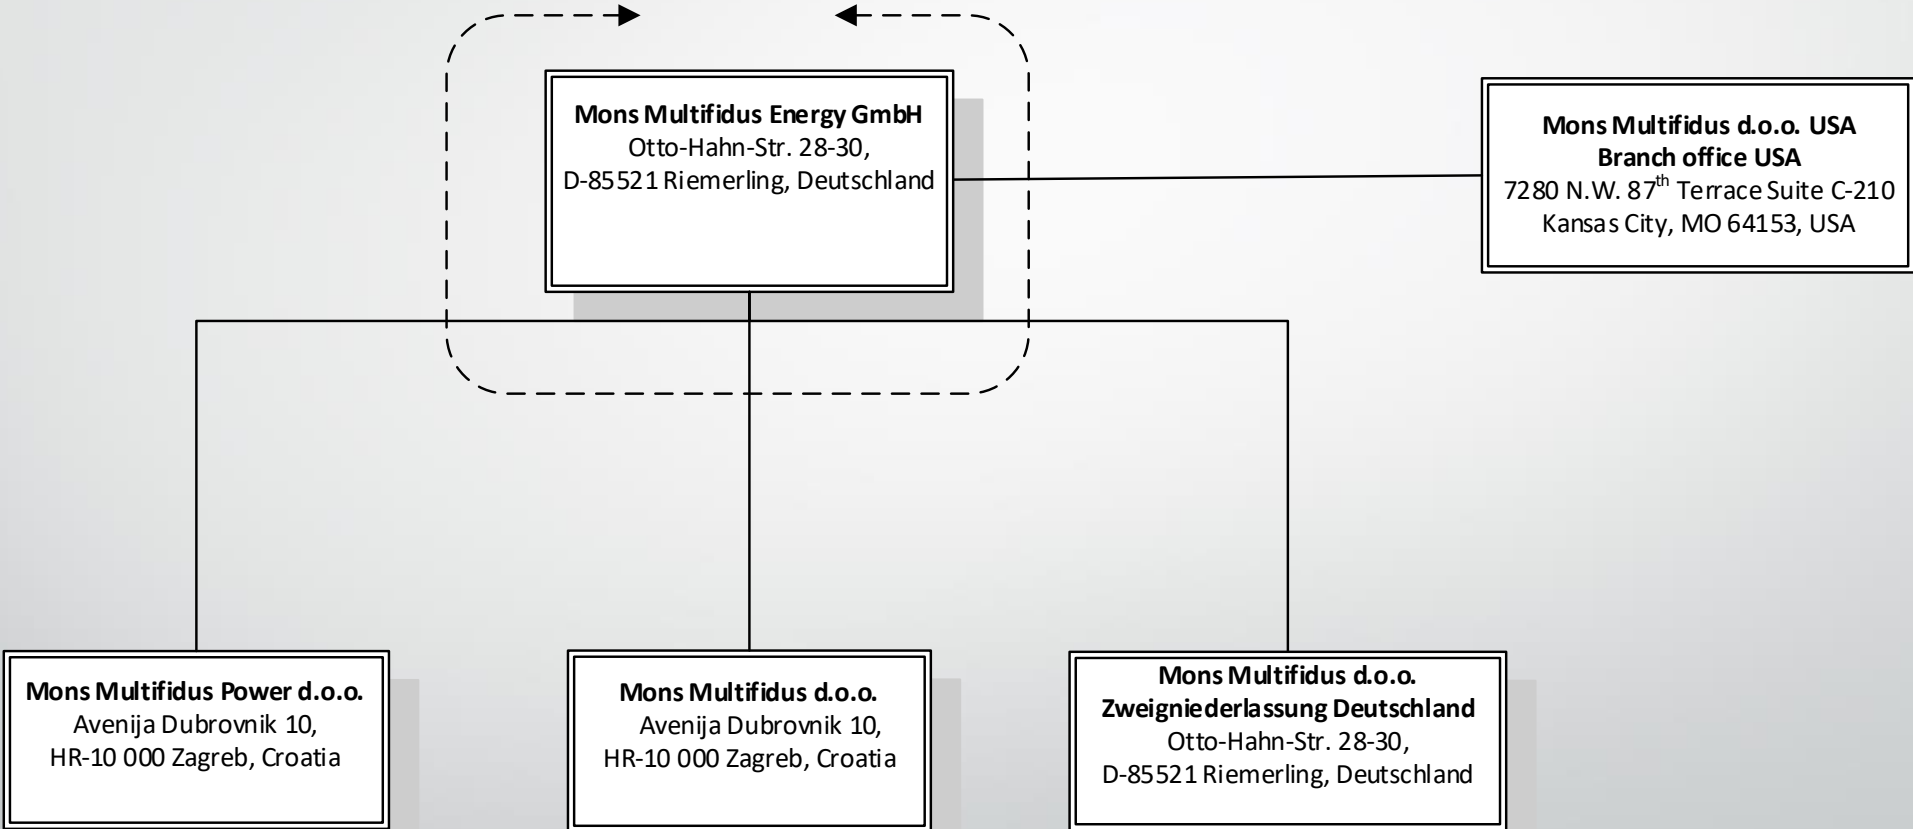 Mons Multifidus Energy GmbH
Otto-Hahn-Str. 28-30,
D-85521 Riemerling, Deutschland
Mons Multifidus d.o.o. USA
Branch office USA
7280 N.W. 87th Terrace Suite C-210
Kansas City, MO 64153, USA
Mons Multifidus Power d.o.o.
Avenija Dubrovnik 10,
HR-10 000 Zagreb, Croatia
Mons Multifidus d.o.o.
Avenija Dubrovnik 10,
HR-10 000 Zagreb, Croatia
Mons Multifidus d.o.o.
Zweigniederlassung Deutschland
Otto-Hahn-Str. 28-30,
D-85521 Riemerling, Deutschland